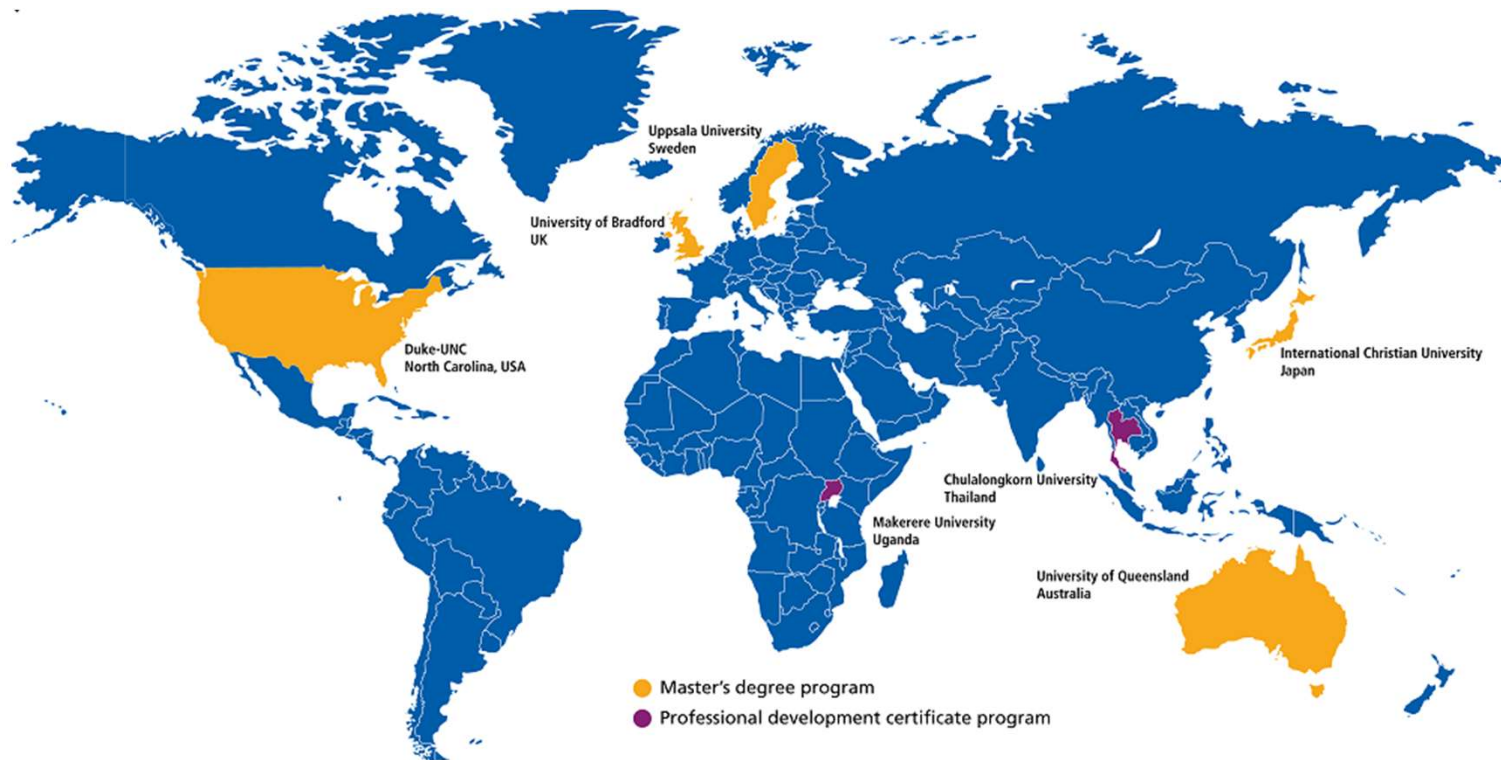 Uppsala University
Sweden
University of Bradford
UK
Duke-UNC
North Carolina, USA
International Christian University
Japan
Chulalongkorn University
Thailand
Makerere University
Uganda
University of Queensland
Australia
Master's degree program
Professional development certificate program